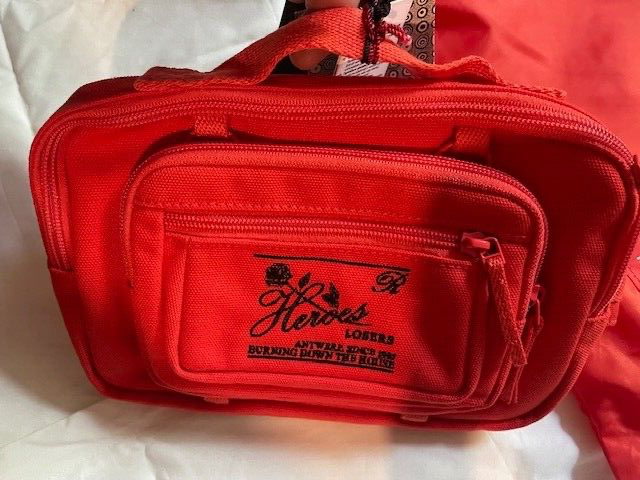 R
Heroes
LOSERS
ANTWERP, SINCE
BURNING DOWN THE HOUSE